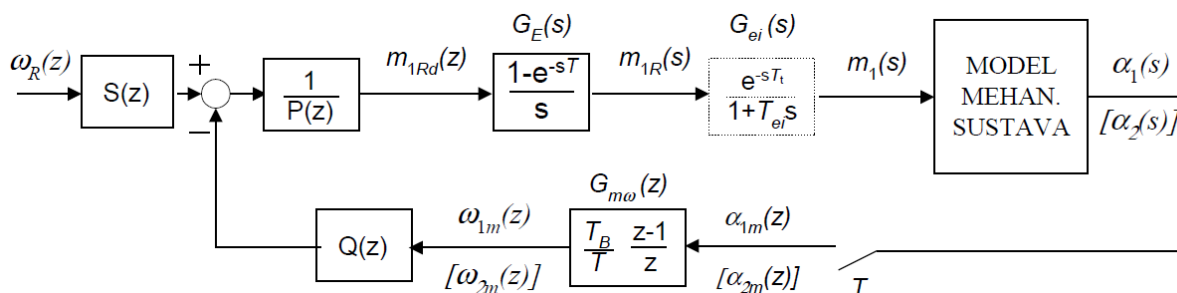 ω_R(z)
S(z)
+
−
1
P(z)
m_1Rd(z)
G_E(s)
1-e^-sT
s
m_1R(s)
G_ei(s)
e^-sT_t
1+T_ei s
m_1(s)
MODEL
MEHAN.
SUSTAVA
α_1(s)
[α_2(s)]
Q(z)
ω_1m(z)
[ω_2m(z)]
G_mω(z)
T_B z-1
T z
α_1m(z)
[α_2m(z)]
T